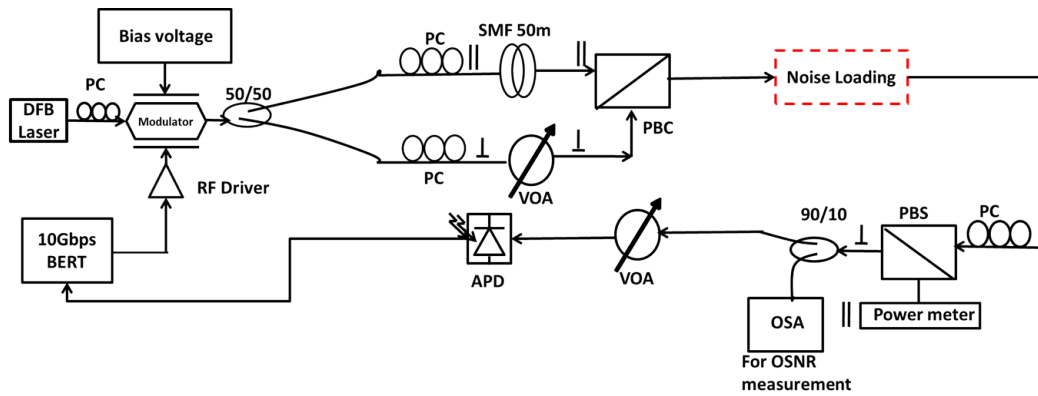 Bias voltage
PC
DFB
Laser
Modulator
50/50
PC
||
SMF 50m
||
PBC
Noise Loading
RF Driver
PC
⊥
VOA
⊥
10Gbps
BERT
APD
VOA
90/10
⊥
PBS
PC
OSA
||
Power meter
For OSNR
measurement